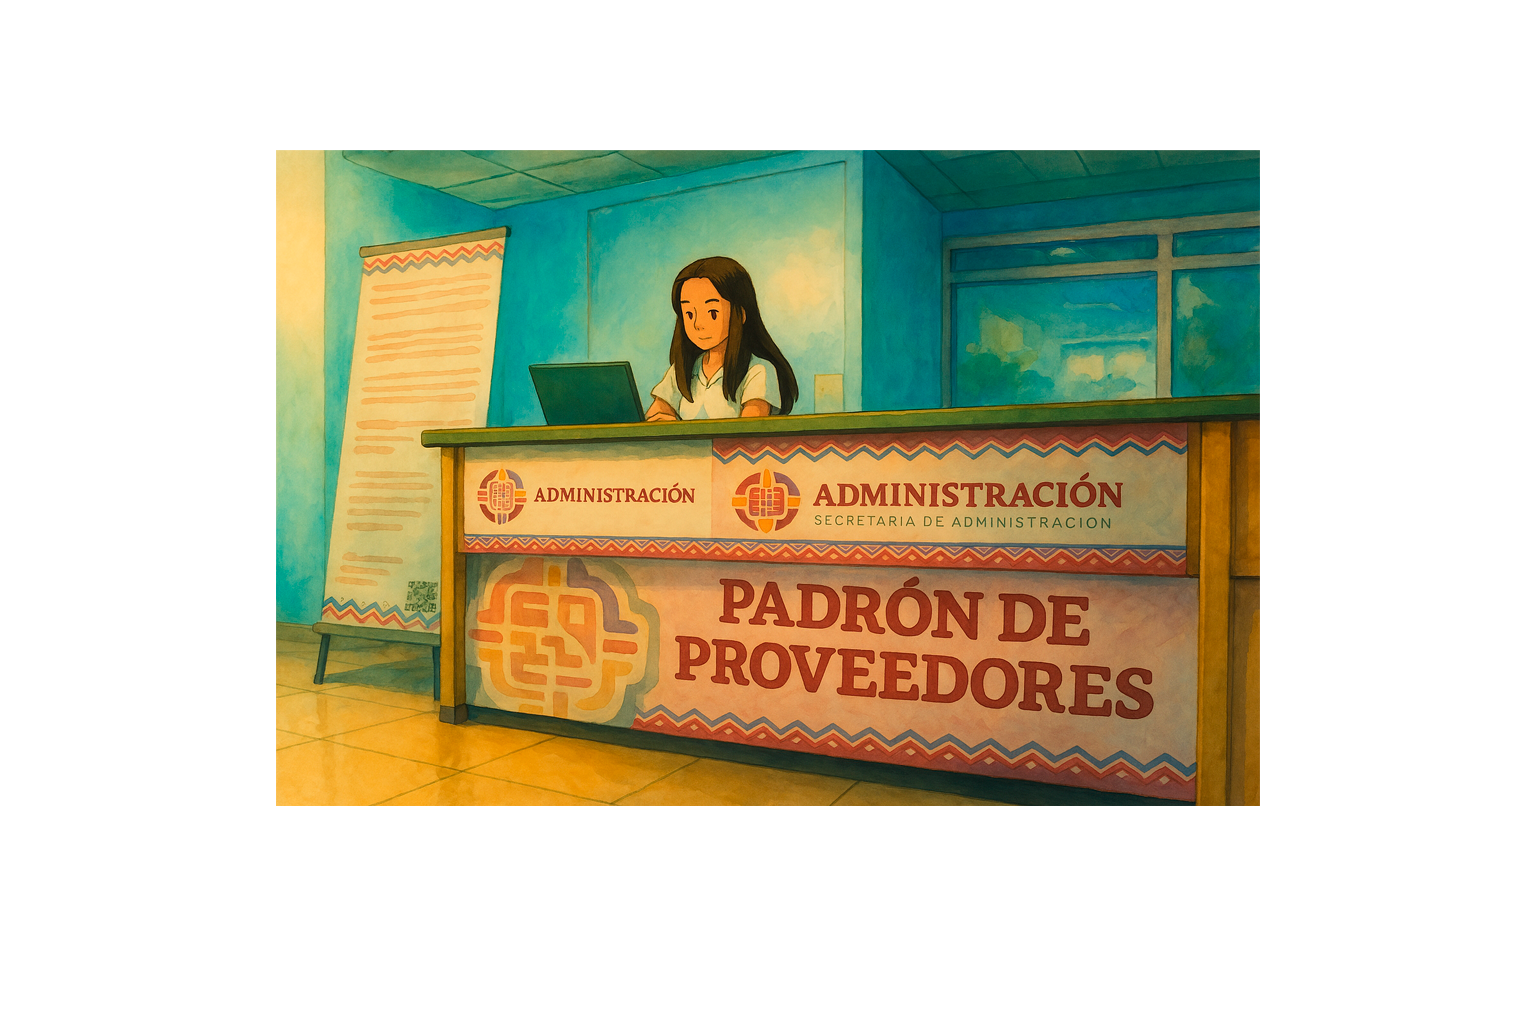 ADMINISTRACIÓN
ADMINISTRACIÓN
SECRETARIA DE ADMINISTRACION
PADRÓN DE
PROVEEDORES